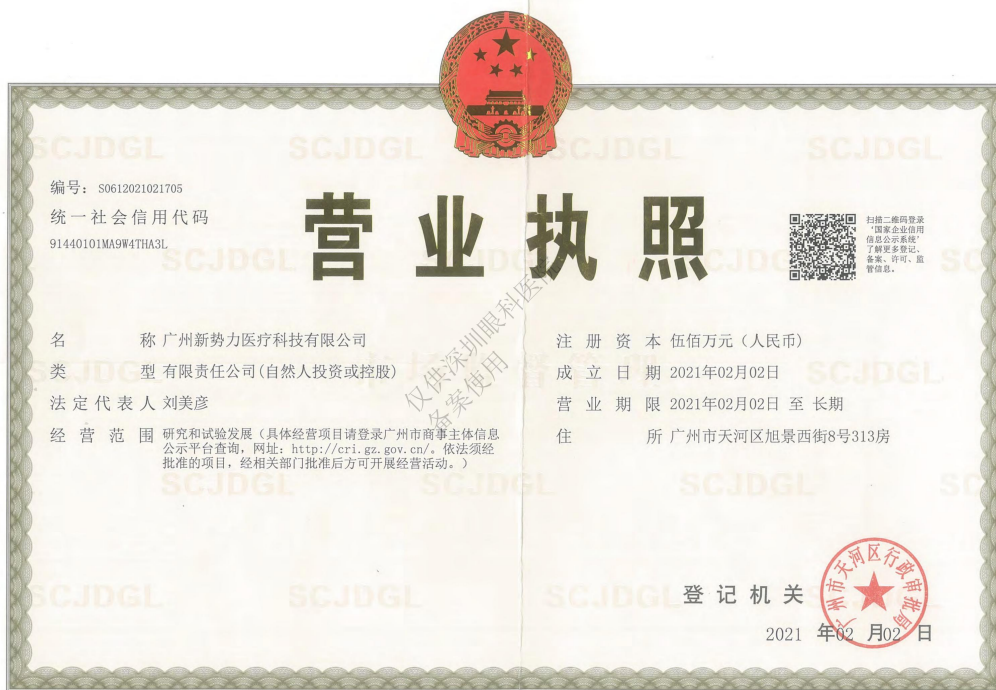 编号：S0612021021705
统一社会信用代码
91440101MA9W4THA3L
营业执照
扫描二维码登录
‘国家企业信用
信息公示系统’
了解更多登记、
备案、许可、监
管信息。
名称 广州新势力医疗科技有限公司
类型 有限责任公司(自然人投资或控股)
法定代表人 刘美彦
经营范围 研究和试验发展（具体经营项目请登录广州市商事主体信息
公示平台查询，网址：http://cri.gz.gov.cn/。依法须经
批准的项目，经相关部门批准后方可开展经营活动。）
注册资本 伍佰万元（人民币）
成立日期 2021年02月02日
营业期限 2021年02月02日 至 长期
住所 广州市天河区旭景西街8号313房
仅供深圳眼科医
备案使用
登记机关
广州市天河区行政审批局
2021 年02 月02 日
SCJDGL